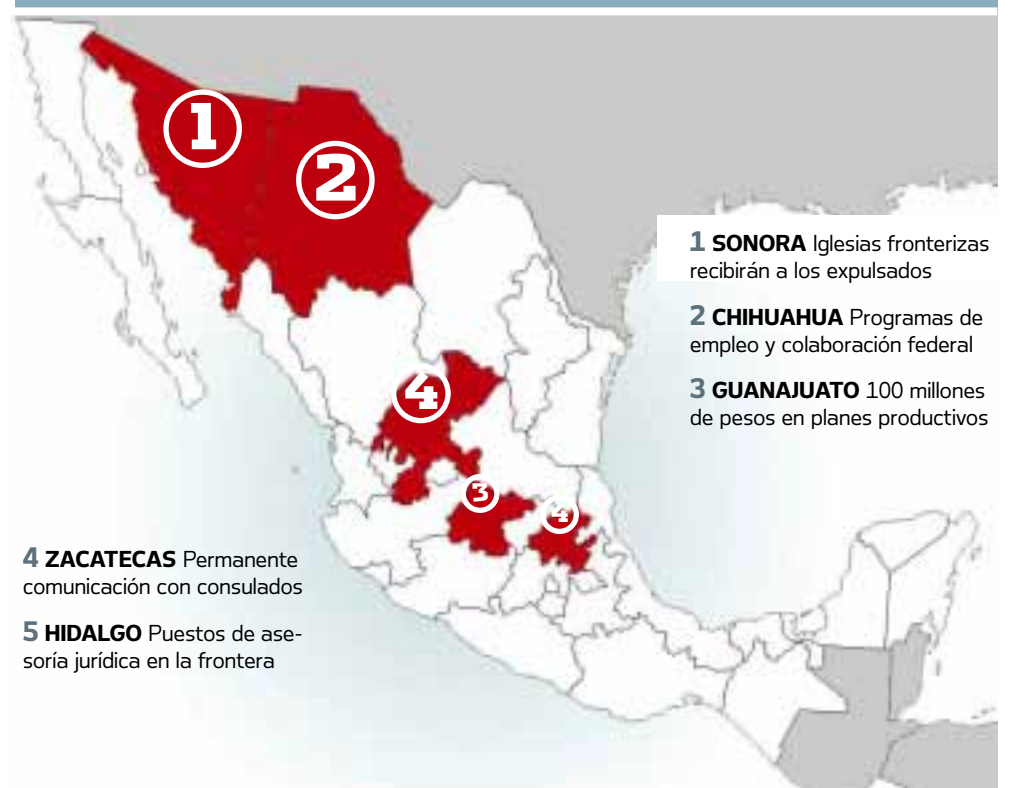 1
2
1 SONORA Iglesias fronterizas
recibirán a los expulsados
2 CHIHUAHUA Programas de
empleo y colaboración federal
3 GUANAJUATO 100 millones
de pesos en planes productivos
4
3
4
4 ZACATECAS Permanente
comunicación con consulados
5 HIDALGO Puestos de ase-
soría jurídica en la frontera